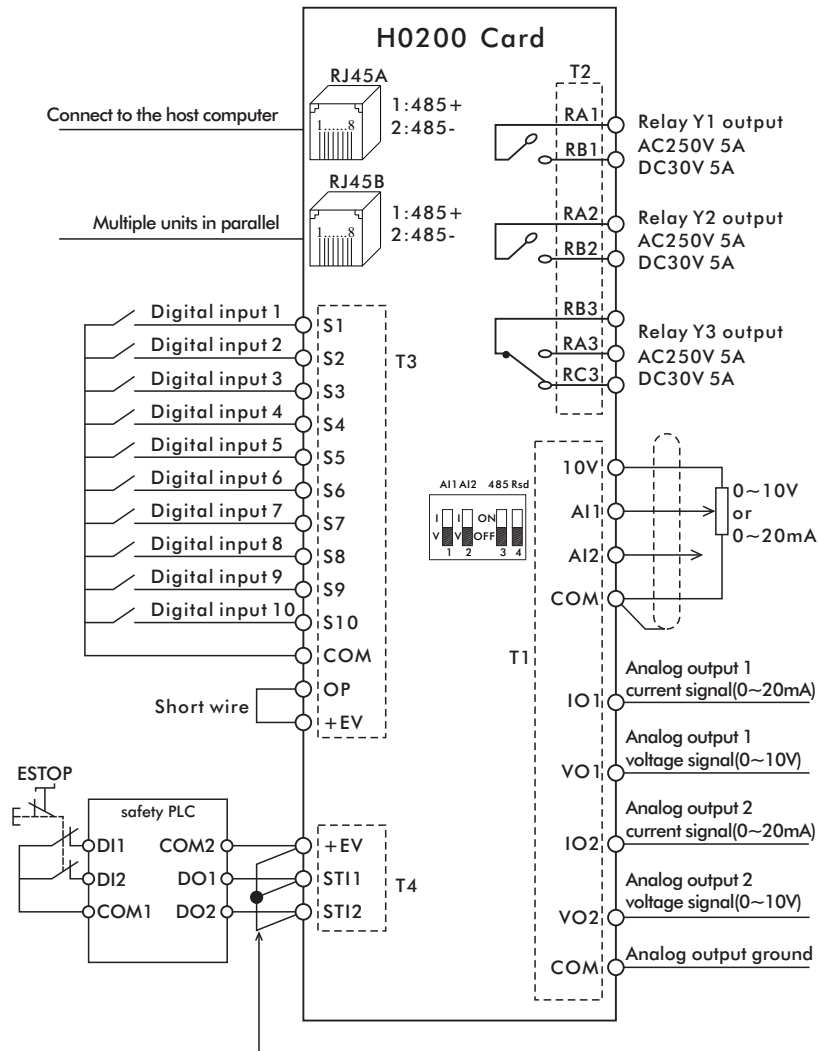 H0200 Card
RJ45A
1......8
1:485+
2:485-
Connect to the host computer
RJ45B
1......8
1:485+
2:485-
Multiple units in parallel
T2
RA1
RB1
Relay Y1 output
AC250V 5A
DC30V 5A
RA2
RB2
Relay Y2 output
AC250V 5A
DC30V 5A
RB3
RA3
RC3
Relay Y3 output
AC250V 5A
DC30V 5A
Digital input 1
S1
Digital input 2
S2
T3
Digital input 3
S3
Digital input 4
S4
Digital input 5
S5
Digital input 6
S6
Digital input 7
S7
Digital input 8
S8
Digital input 9
S9
Digital input 10
S10
COM
OP
Short wire
+EV
AI1 AI2 485 Rsd
I I ON
V V OFF
1 2 3 4
10V
AI1
AI2
COM
0~10V
or
0~20mA
T1
IO1
Analog output 1
current signal(0~20mA)
VO1
Analog output 1
voltage signal(0~10V)
IO2
Analog output 2
current signal(0~20mA)
VO2
Analog output 2
voltage signal(0~10V)
COM
Analog output ground
ESTOP
safety PLC
DI1
COM2
+EV
DI2
DO1
STI1
T4
COM1
DO2
STI2